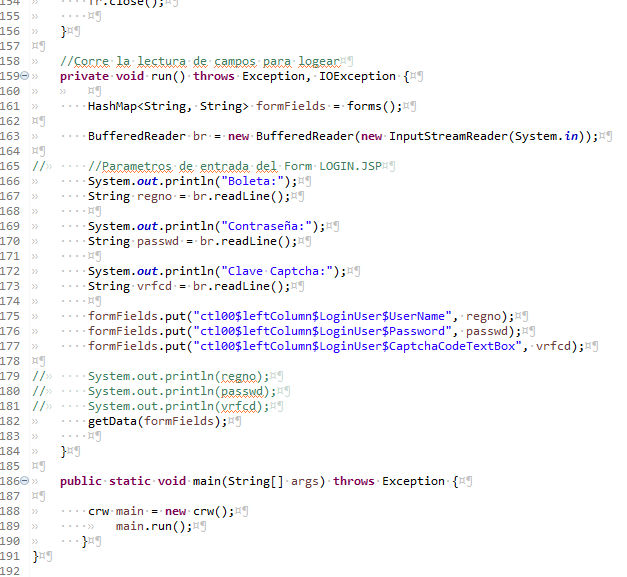 154 fr.close();
155
156 }
157
158 //Corre la lectura de campos para logear
159 private void run() throws Exception, IOException {
160
161 HashMap<String, String> formFields = forms();
162
163 BufferedReader br = new BufferedReader(new InputStreamReader(System.in));
164
165 // //Parametros de entrada del Form LOGIN.JSP
166 System.out.println("Boleta:");
167 String regno = br.readLine();
168
169 System.out.println("Contraseña:");
170 String passwd = br.readLine();
171
172 System.out.println("Clave Captcha:");
173 String vrfcd = br.readLine();
174
175 formFields.put("ctl00$leftColumn$LoginUser$UserName", regno);
176 formFields.put("ctl00$leftColumn$LoginUser$Password", passwd);
177 formFields.put("ctl00$leftColumn$LoginUser$CaptchaCodeTextBox", vrfcd);
178
179 // System.out.println(regno);
180 // System.out.println(passwd);
181 // System.out.println(vrfcd);
182 getData(formFields);
183
184 }
185
186 public static void main(String[] args) throws Exception {
187
188 crw main = new crw();
189 main.run();
190 }
191 }
192